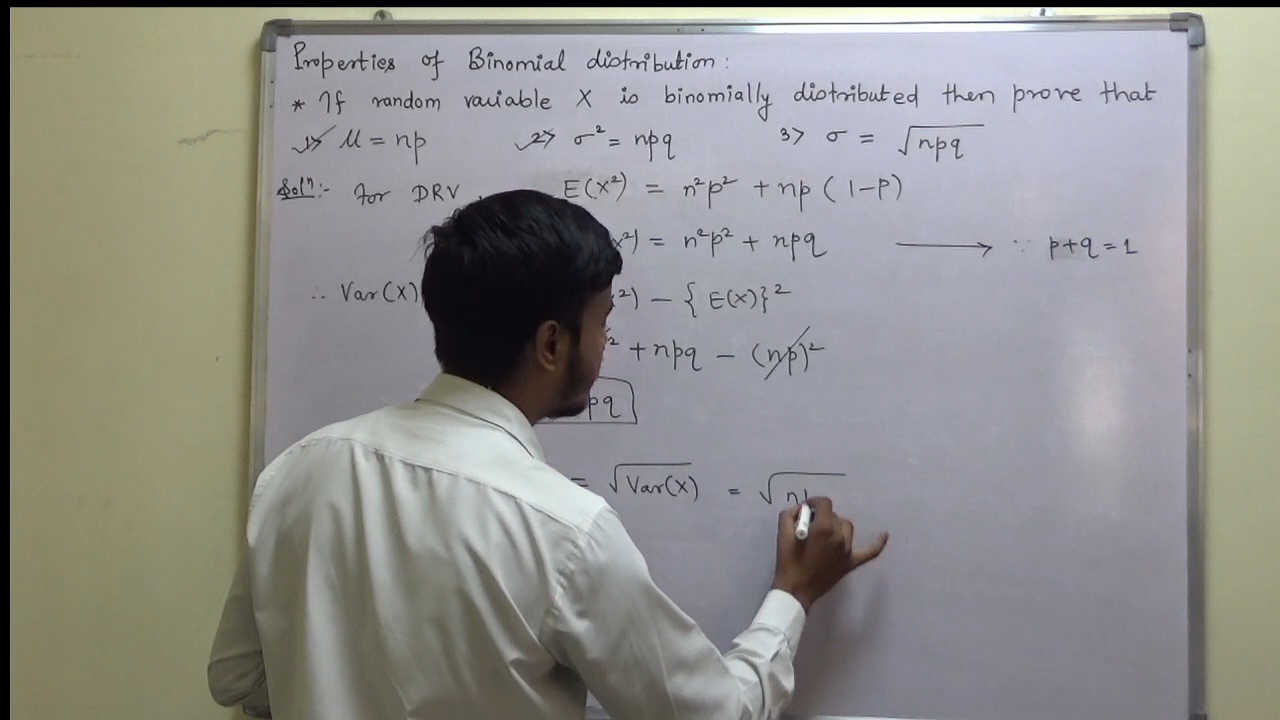 Properties of Binomial distribution :
* If random variable X is binomially distributed then prove that
1> μ = np 2> σ² = npq 3> σ = √npq
Solⁿ:- for DRV E(X²) = n²p² + np (1-p)
x²) = n²p² + npq ⟶ ∵ p+q = 1
∴ Var(X) ²) - { E(X)}²
² + npq - (np)²
pq
= √Var(X) = √n